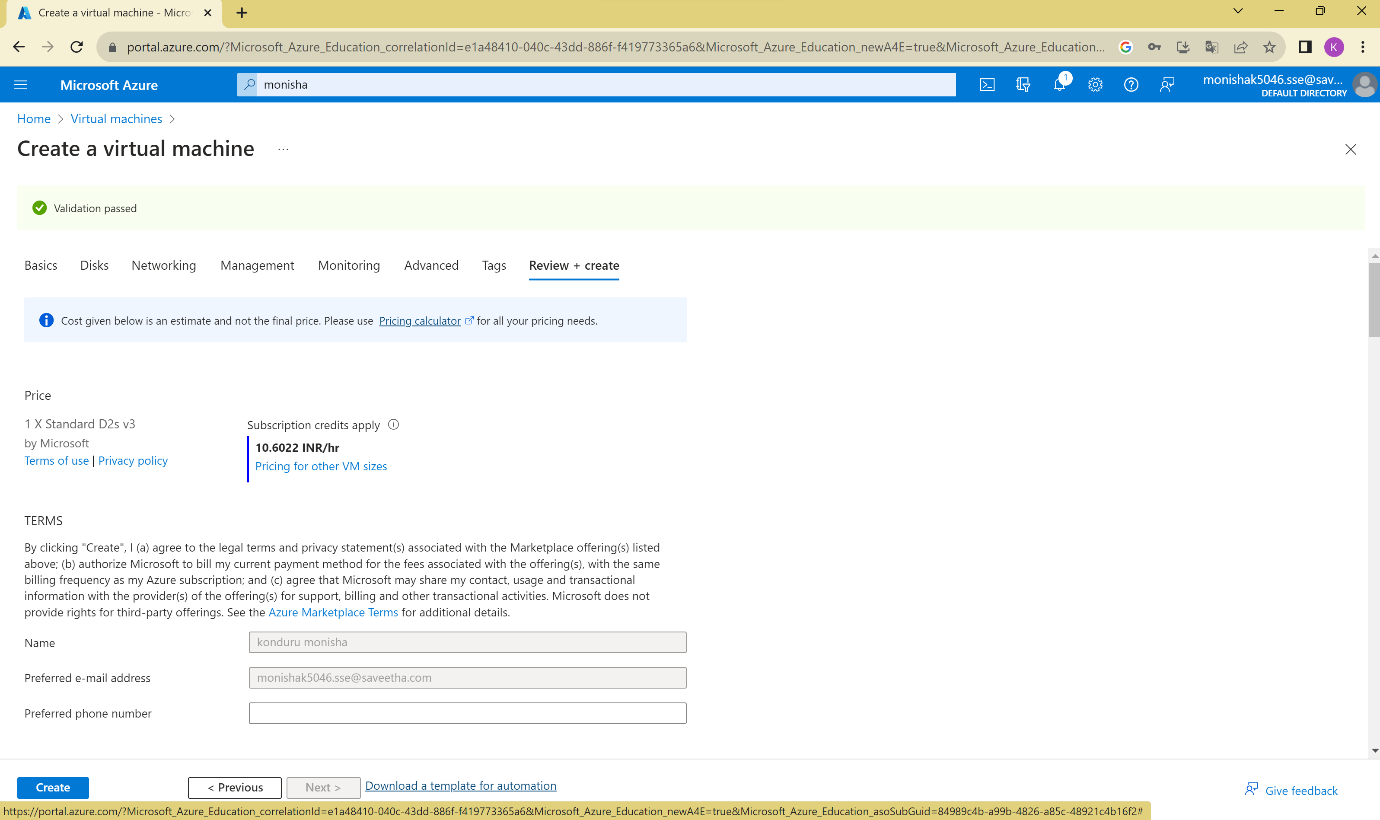 Create a virtual machine - Micro
portal.azure.com/?Microsoft_Azure_Education_correlationId=e1a48410-040c-43dd-886f-f419773365a6&Microsoft_Azure_Education_newA4E=true&Microsoft_Azure_Education...
K
Microsoft Azure
monisha
1
monishak5046.sse@sav...
DEFAULT DIRECTORY
Home > Virtual machines >
Create a virtual machine ...
Validation passed
Basics Disks Networking Management Monitoring Advanced Tags Review + create
Cost given below is an estimate and not the final price. Please use Pricing calculator for all your pricing needs.
Price
1 X Standard D2s v3
by Microsoft
Terms of use | Privacy policy
Subscription credits apply
10.6022 INR/hr
Pricing for other VM sizes
TERMS
By clicking "Create", I (a) agree to the legal terms and privacy statement(s) associated with the Marketplace offering(s) listed
above; (b) authorize Microsoft to bill my current payment method for the fees associated with the offering(s), with the same
billing frequency as my Azure subscription; and (c) agree that Microsoft may share my contact, usage and transactional
information with the provider(s) of the offering(s) for support, billing and other transactional activities. Microsoft does not
provide rights for third-party offerings. See the Azure Marketplace Terms for additional details.
Name konduru monisha
Preferred e-mail address monishak5046.sse@saveetha.com
Preferred phone number
Create < Previous Next > Download a template for automation
Give feedback
https://portal.azure.com/?Microsoft_Azure_Education_correlationId=e1a48410-040c-43dd-886f-f419773365a6&Microsoft_Azure_Education_newA4E=true&Microsoft_Azure_Education_asoSubGuid=84989c4b-a99b-4826-a85c-48921c4b16f2#